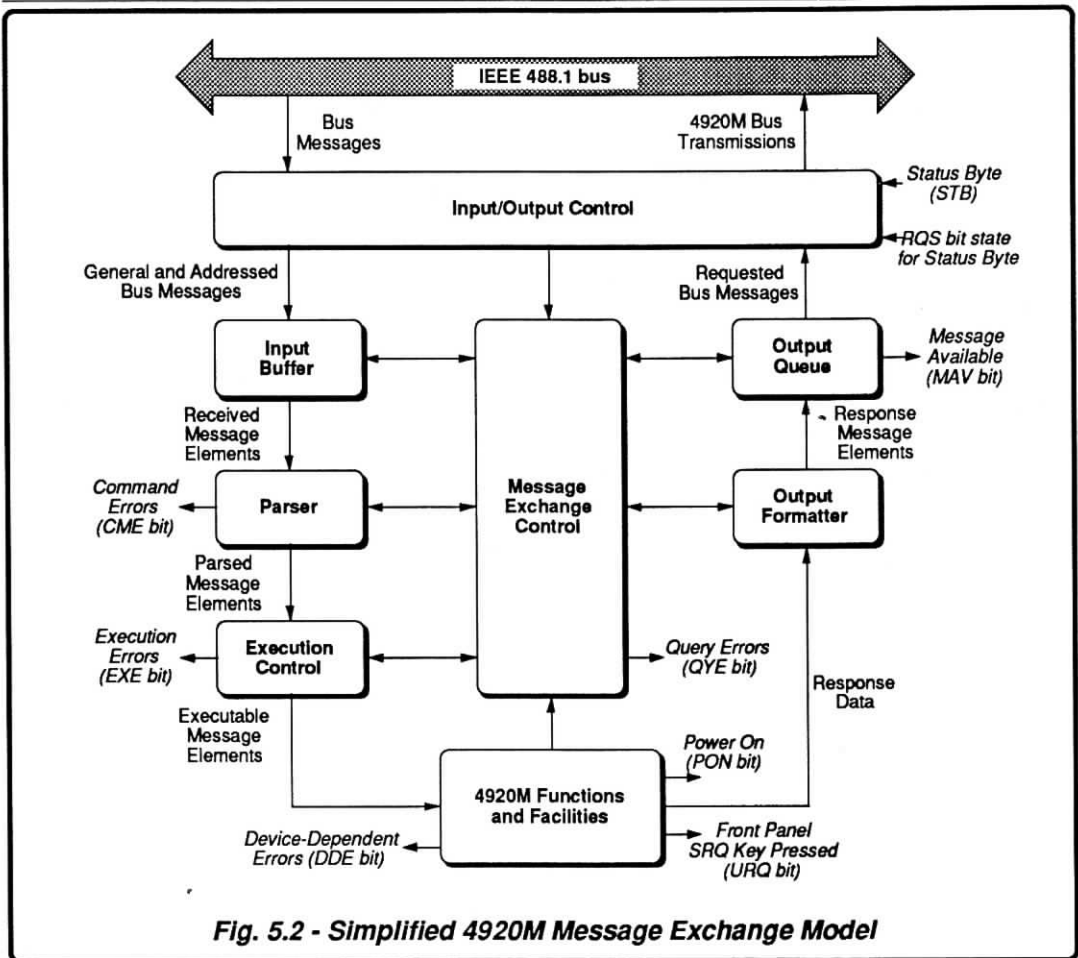 IEEE 488.1 bus
Bus
Messages
4920M Bus
Transmissions
Input/Output Control
Status Byte
(STB)
RQS bit state
for Status Byte
General and Addressed
Bus Messages
Requested
Bus Messages
Input
Buffer
Output
Queue
Message
Available
(MAV bit)
Received
Message
Elements
Response
Message
Elements
Command
Errors
(CME bit)
Parser
Message
Exchange
Control
Output
Formatter
Parsed
Message
Elements
Execution
Errors
(EXE bit)
Execution
Control
Query Errors
(QYE bit)
Response
Data
Executable
Message
Elements
Power On
(PON bit)
4920M Functions
and Facilities
Device-Dependent
Errors (DDE bit)
Front Panel
SRQ Key Pressed
(URQ bit)
Fig. 5.2 - Simplified 4920M Message Exchange Model